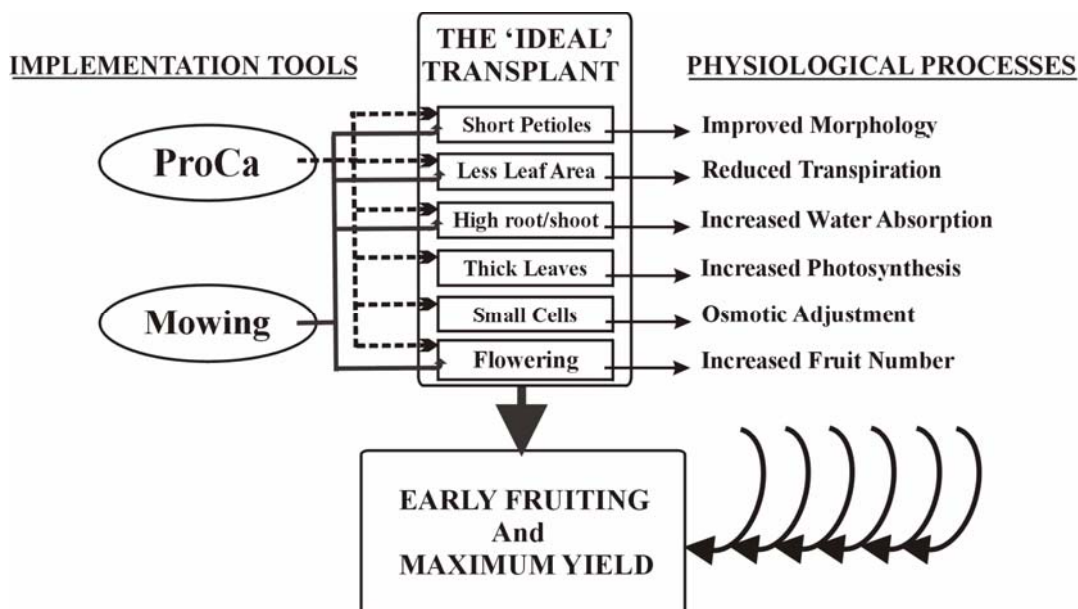 IMPLEMENTATION TOOLS
ProCa
Mowing
THE ‘IDEAL’
TRANSPLANT
Short Petioles
Less Leaf Area
High root/shoot
Thick Leaves
Small Cells
Flowering
PHYSIOLOGICAL PROCESSES
Improved Morphology
Reduced Transpiration
Increased Water Absorption
Increased Photosynthesis
Osmotic Adjustment
Increased Fruit Number
EARLY FRUITING
And
MAXIMUM YIELD